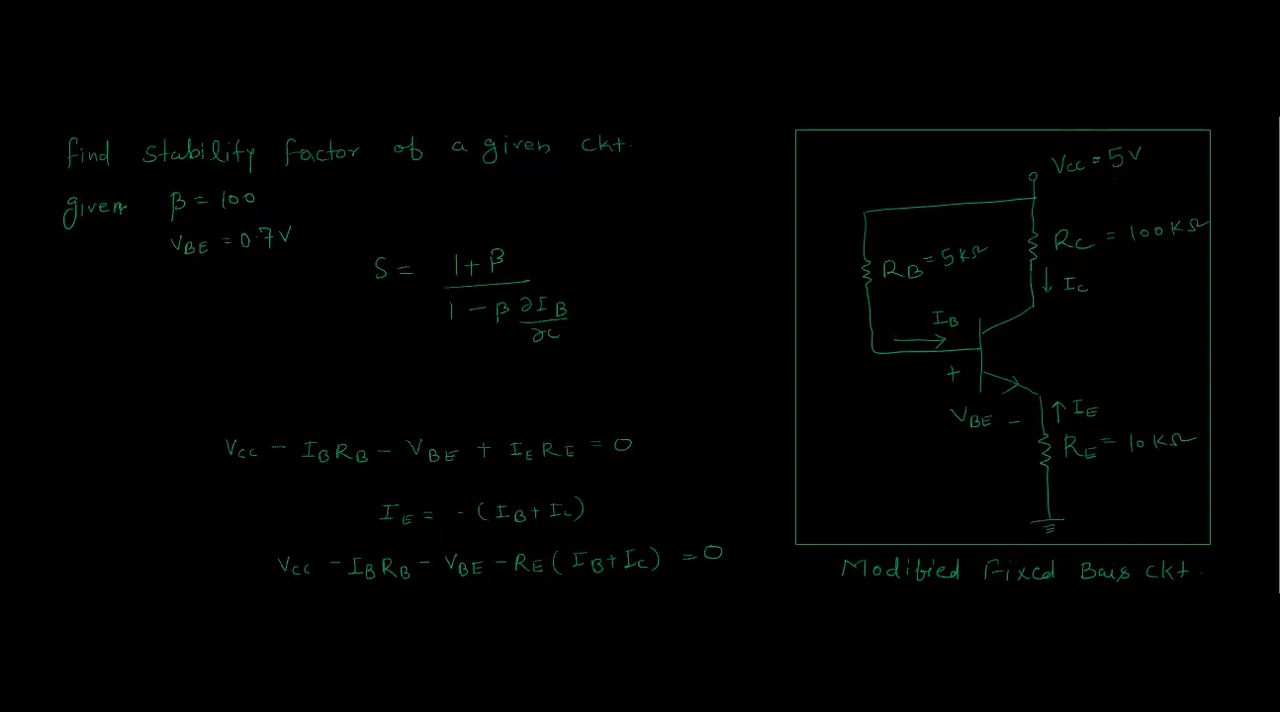 find stability factor of a given ckt.
given β = 100
VBE = 0.7V
S = 1 + β
1 - β ∂IB
∂C
VCC - IBRB - VBE + IERE = 0
IE = - (IB + IC)
VCC - IBRB - VBE - RE (IB + IC) = 0
VCC = 5V
RC = 100KΩ
RB = 5KΩ
IC
IB
+
VBE -
IE
RE = 10KΩ
Modified Fixed Bais ckt.